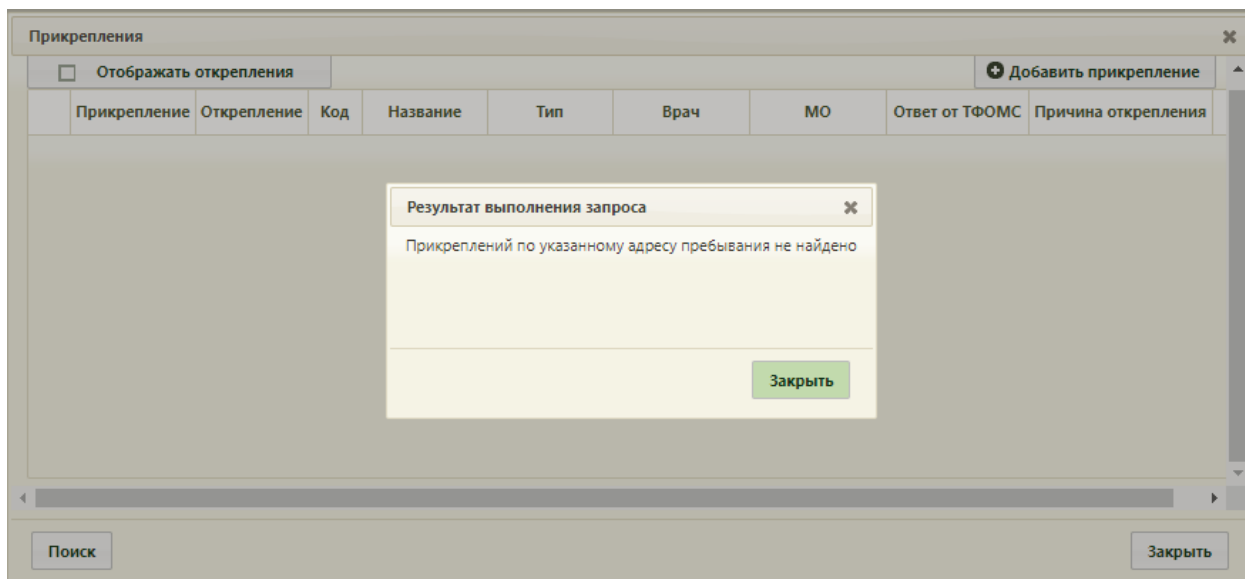 Прикрепления
Отображать открепления
Добавить прикрепление
Прикрепление Открепление Код Название Тип Врач МО Ответ от ТФОМС Причина открепления
Результат выполнения запроса
Прикреплений по указанному адресу пребывания не найдено
Закрыть
Поиск
Закрыть